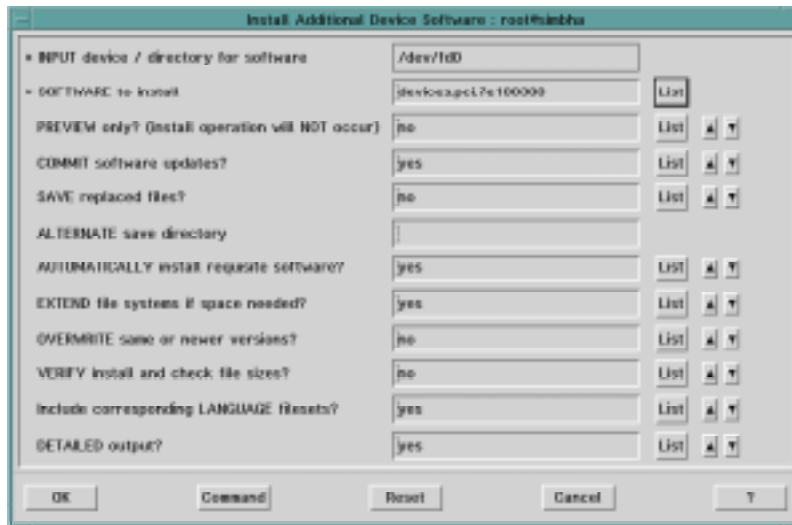 Install Additional Device Software : root@simbha
* INPUT device / directory for software /dev/fd0
* SOFTWARE to install List
PREVIEW only? (install operation will NOT occur) no List
COMMIT software updates? yes List
SAVE replaced files? no List
ALTERNATE save directory
AUTOMATICALLY install requisite software? yes List
EXTEND file systems if space needed? yes List
OVERWRITE same or newer versions? no List
VERIFY install and check file sizes? no List
Include corresponding LANGUAGE filesets? yes List
DETAILED output? yes List
OK Command Reset Cancel ?